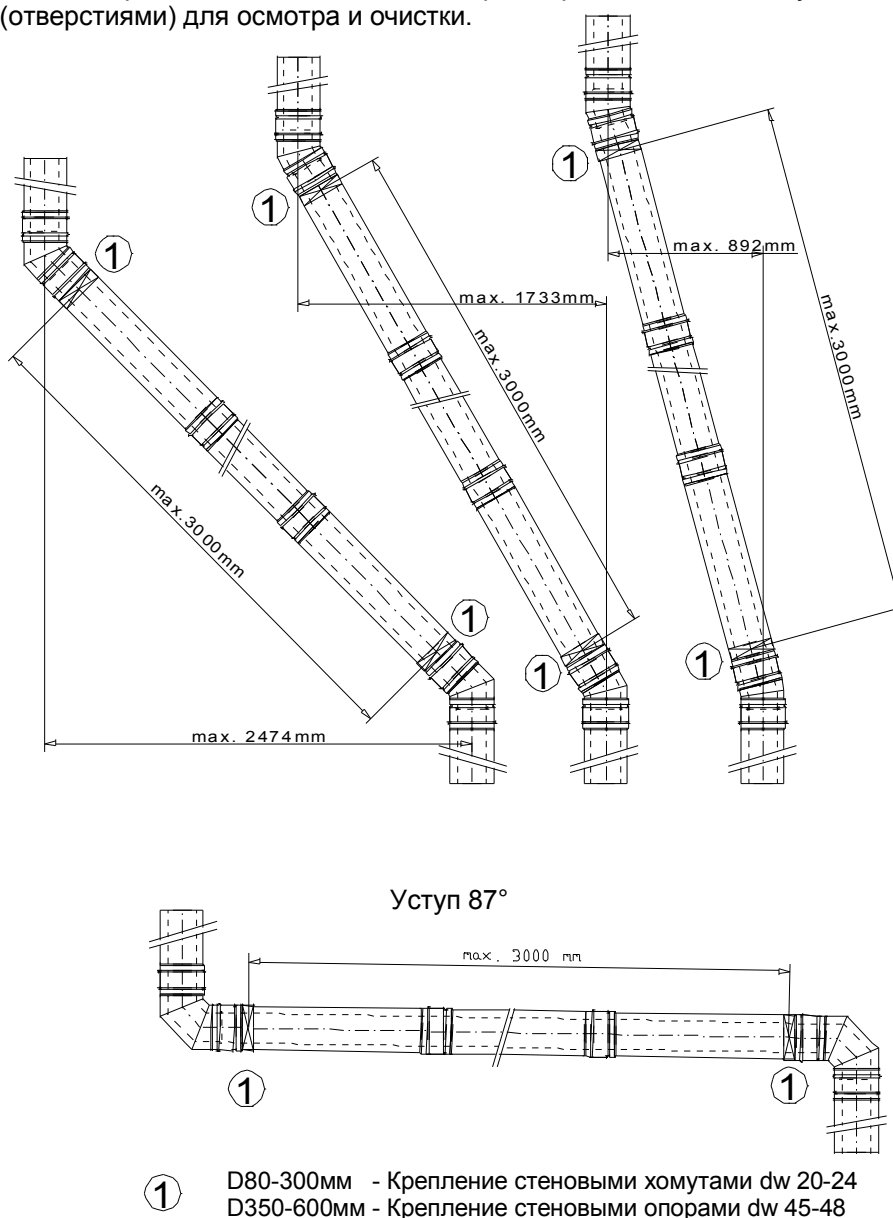 (отверстиями) для осмотра и очистки.
1
1
1
max. 892mm
max. 1733mm
max.3000mm
max.3000mm
max.3000mm
1
1
1
max. 2474mm
Уступ 87°
max. 3000 mm
1
1
1 D80-300мм - Крепление стеновыми хомутами dw 20-24
D350-600мм - Крепление стеновыми опорами dw 45-48